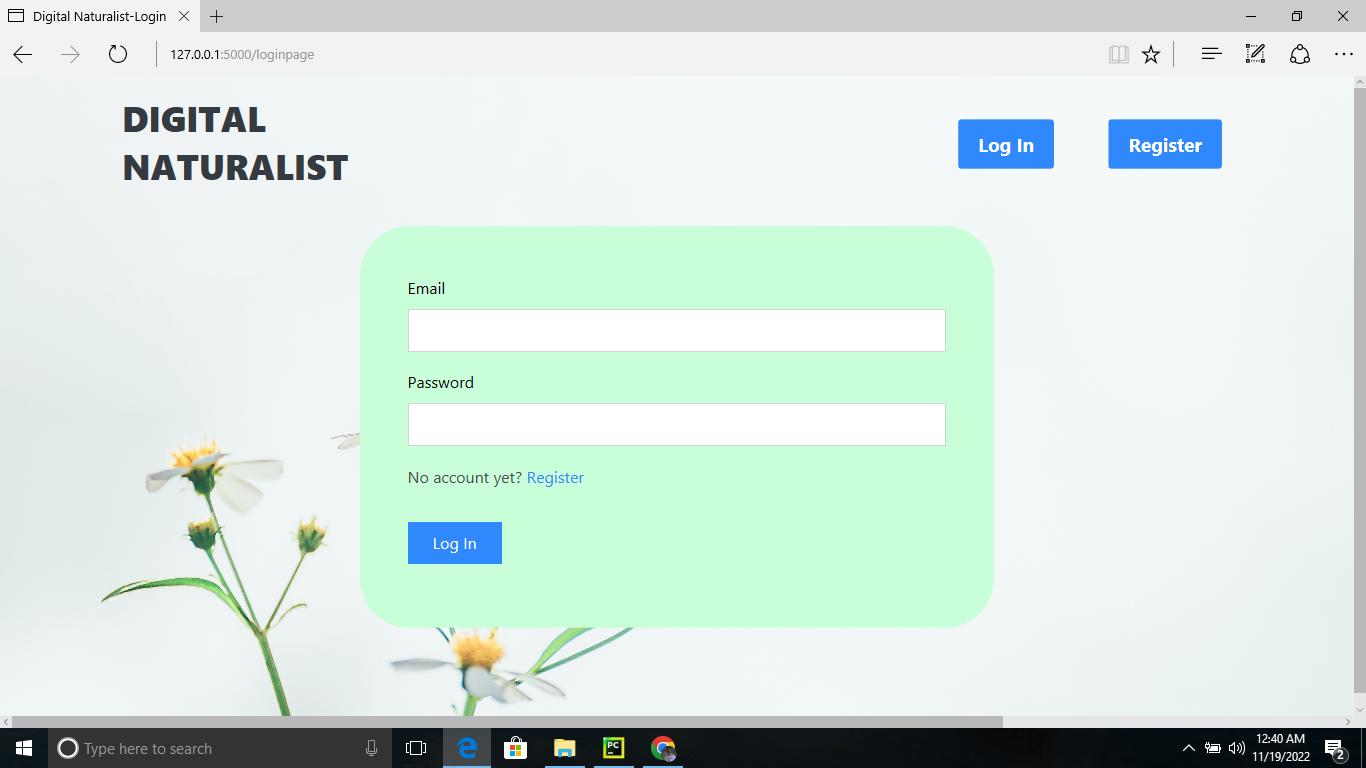 Digital Naturalist-Login
127.0.0.1:5000/loginpage
DIGITAL
NATURALIST
Log In
Register
Email
Password
No account yet? Register
Log In
Type here to search
PC
12:40 AM
11/19/2022
2